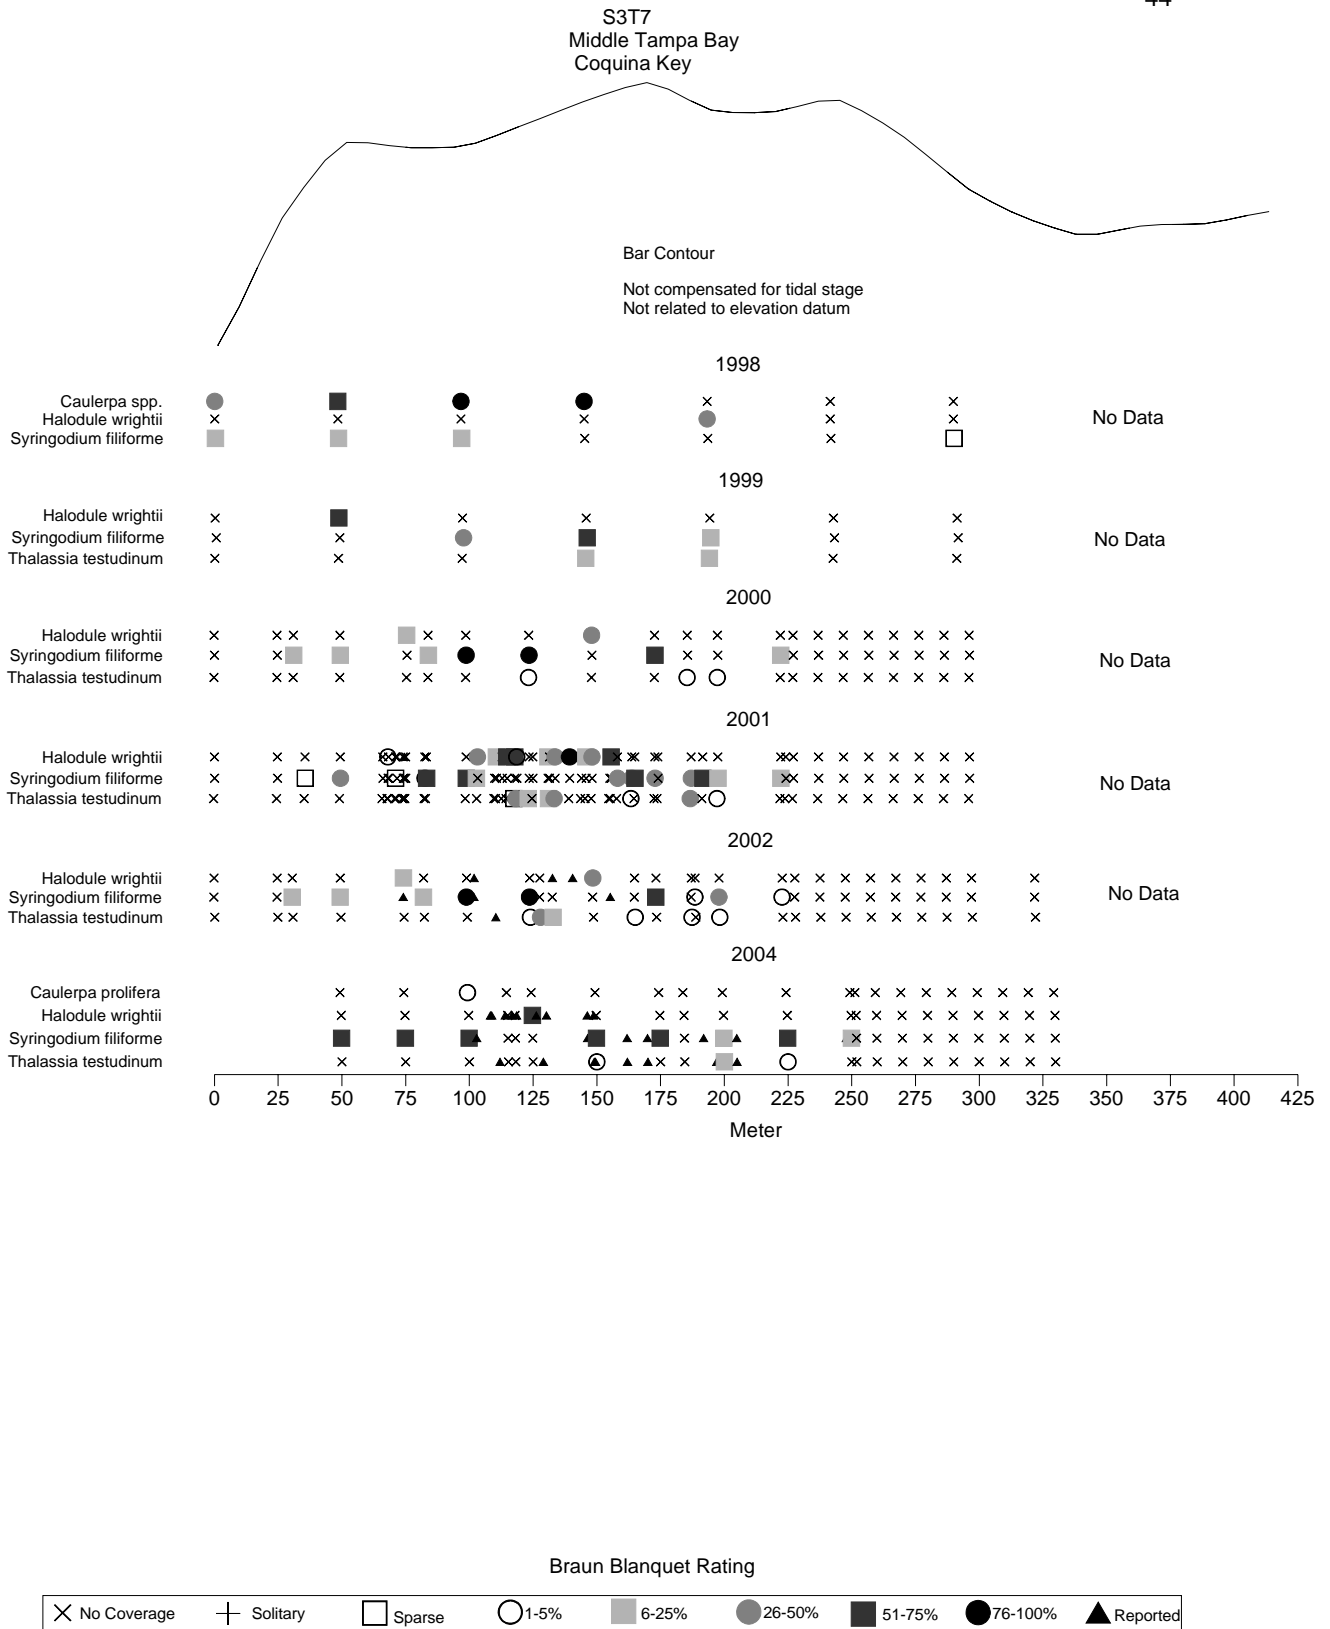 44
S3T7
Middle Tampa Bay
Coquina Key
Bar Contour
Not compensated for tidal stage
Not related to elevation datum
1998
Caulerpa spp.
Halodule wrightii
Syringodium filiforme
No Data
1999
Halodule wrightii
Syringodium filiforme
Thalassia testudinum
No Data
2000
Halodule wrightii
Syringodium filiforme
Thalassia testudinum
No Data
2001
Halodule wrightii
Syringodium filiforme
Thalassia testudinum
No Data
2002
Halodule wrightii
Syringodium filiforme
Thalassia testudinum
No Data
2004
Caulerpa prolifera
Halodule wrightii
Syringodium filiforme
Thalassia testudinum
0 25 50 75 100 125 150 175 200 225 250 275 300 325 350 375 400 425
Meter
Braun Blanquet Rating
No Coverage Solitary Sparse 1-5% 6-25% 26-50% 51-75% 76-100% Reported